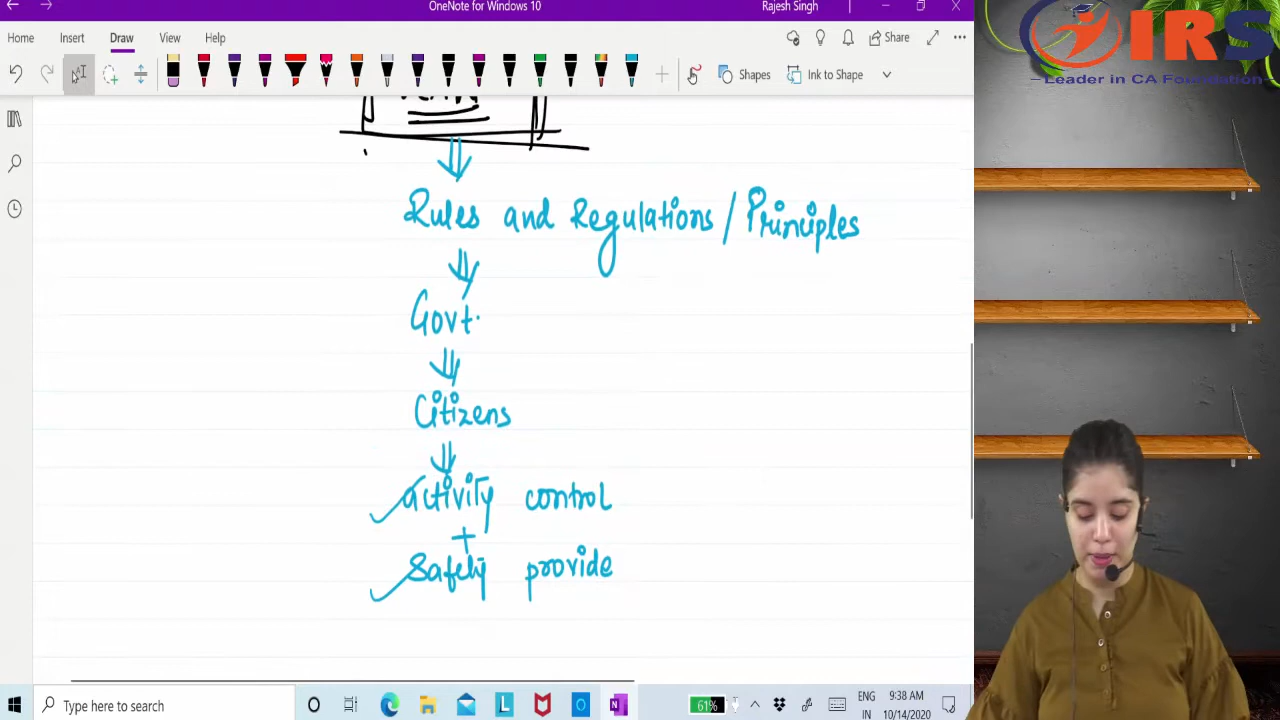 OneNote for Windows 10
Rajesh Singh
Home Insert Draw View Help
Share
Shapes
Ink to Shape
IRS
Leader in CA Foundation
Rules and Regulations / Principles
Govt.
Citizens
activity control
+
Safety provide
Type here to search
61%
ENG
IN
9:38 AM
10/14/2020